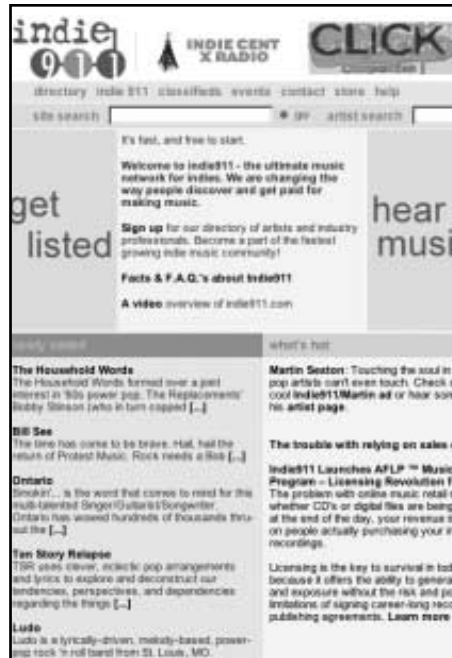 indie
911
INDIE CENT
X RADIO
CLICK
directory indie 911 classifieds events contact store help
site search
artist search
It's fast, and free to start.
Welcome to indie911 - the ultimate music
network for indies. We are changing the
way people discover and get paid for
making music.
get
listed
Sign up for our directory of artists and industry
professionals. Become a part of the fastest
growing indie music community!
Facts & F.A.Q.'s about Indie911
A video overview of indie911.com
hear
musi
newly added
The Household Words
The Household Words formed over a joint
interest in '80s power pop. The Replacements'
Bobby Stinson (who in turn copped [...]
Bill See
The time has come to be brave. Hail, hail the
return of Protest Music. Rock needs a Bob [...]
Ontario
Smokin'... is the word that comes to mind for this
multi-talented Singer/Guitarist/Songwriter.
Ontario has wowed hundreds of thousands thru-
out the [...]
Ten Story Relapse
TSR uses clever, eclectic pop arrangements
and lyrics to explore and deconstruct our
tendencies, perspectives, and dependencies
regarding the things [...]
Ludo
Ludo is a lyrically-driven, melody-based, power-
pop rock 'n roll band from St. Louis, MO.
what's hot
Martin Sexton: Touching the soul in
pop artists can't even touch. Check
cool Indie911/Martin ad or hear som
his artist page.
The trouble with relying on sales
Indie911 Launches AFLP ™ Music
Program – Licensing Revolution f
The problem with online music retail
whether CD's or digital files are being
at the end of the day, your revenue is
on people actually purchasing your
recordings.
Licensing is the key to survival in tod
because it offers the ability to genera
and exposure without the risk and po
limitations of signing career-long reco
publishing agreements. Learn more